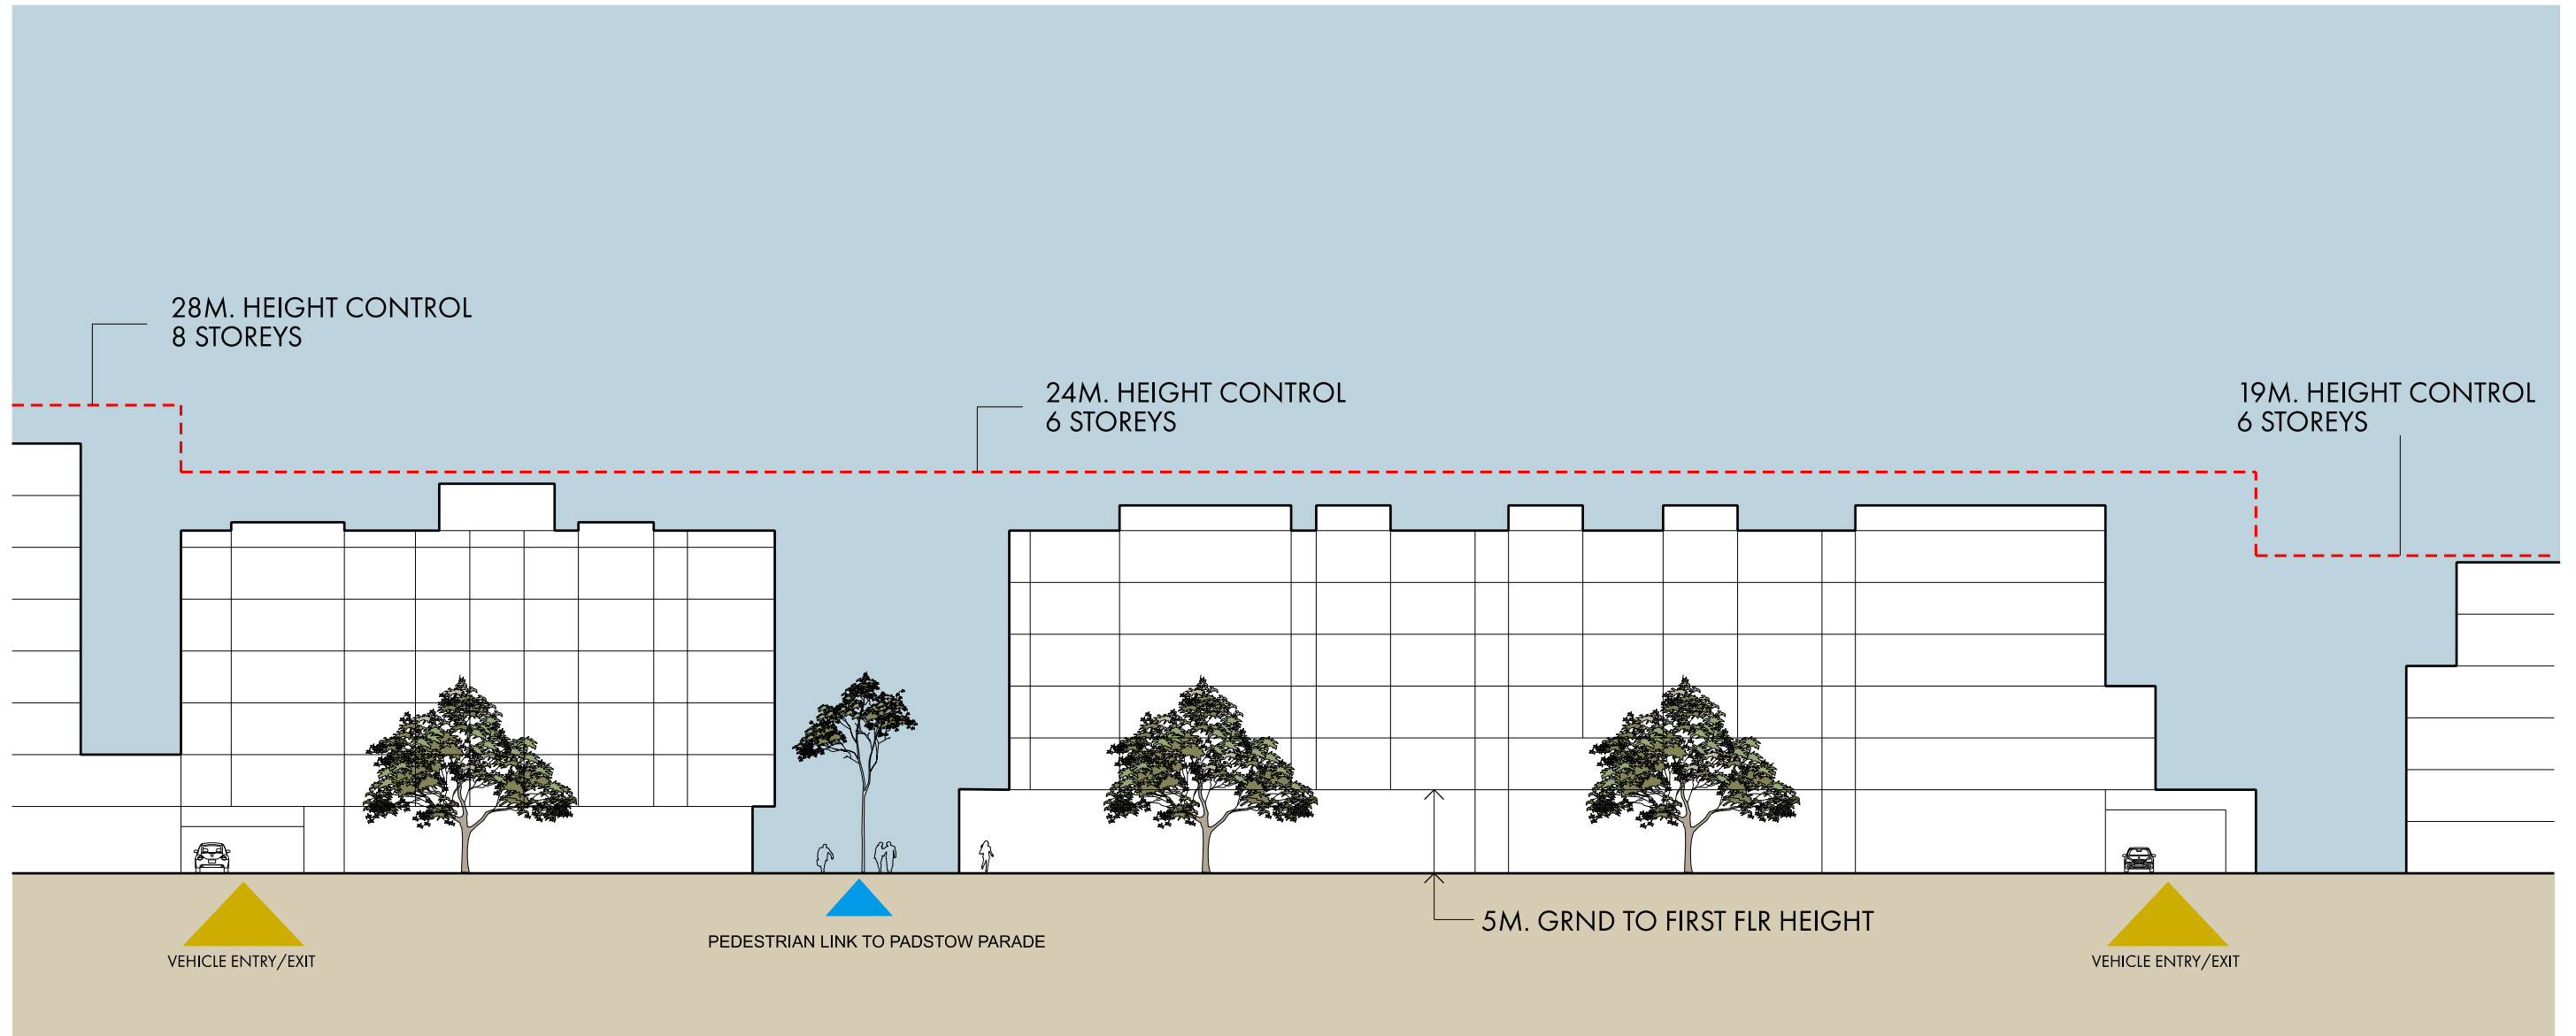 28M. HEIGHT CONTROL
8 STOREYS
24M. HEIGHT CONTROL
6 STOREYS
19M. HEIGHT CONTROL
6 STOREYS
5M. GRND TO FIRST FLR HEIGHT
PEDESTRIAN LINK TO PADSTOW PARADE
VEHICLE ENTRY/EXIT
VEHICLE ENTRY/EXIT